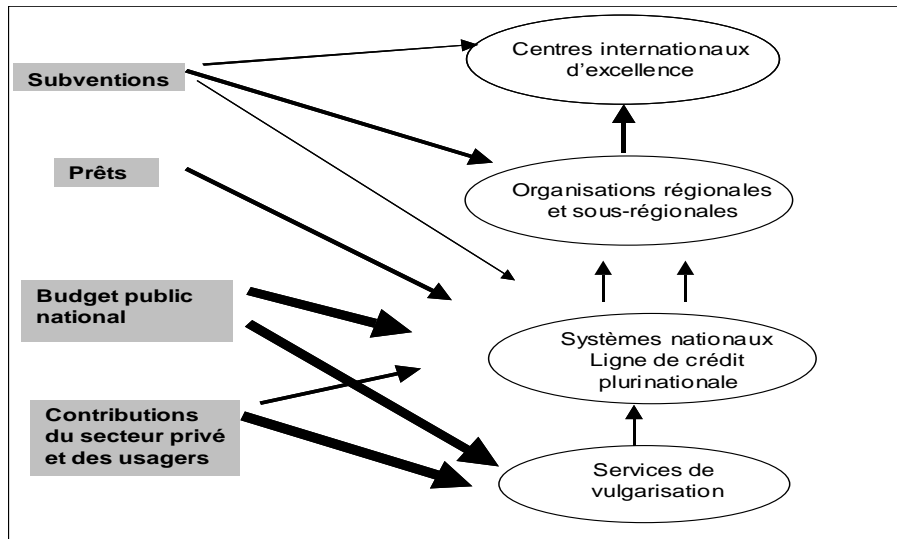 Subventions
Prêts
Budget public
national
Contributions
du secteur privé
et des usagers
Centres internationaux
d'excellence
Organisations régionales
et sous-régionales
Systèmes nationaux
Ligne de crédit
plurinationale
Services de
vulgarisation